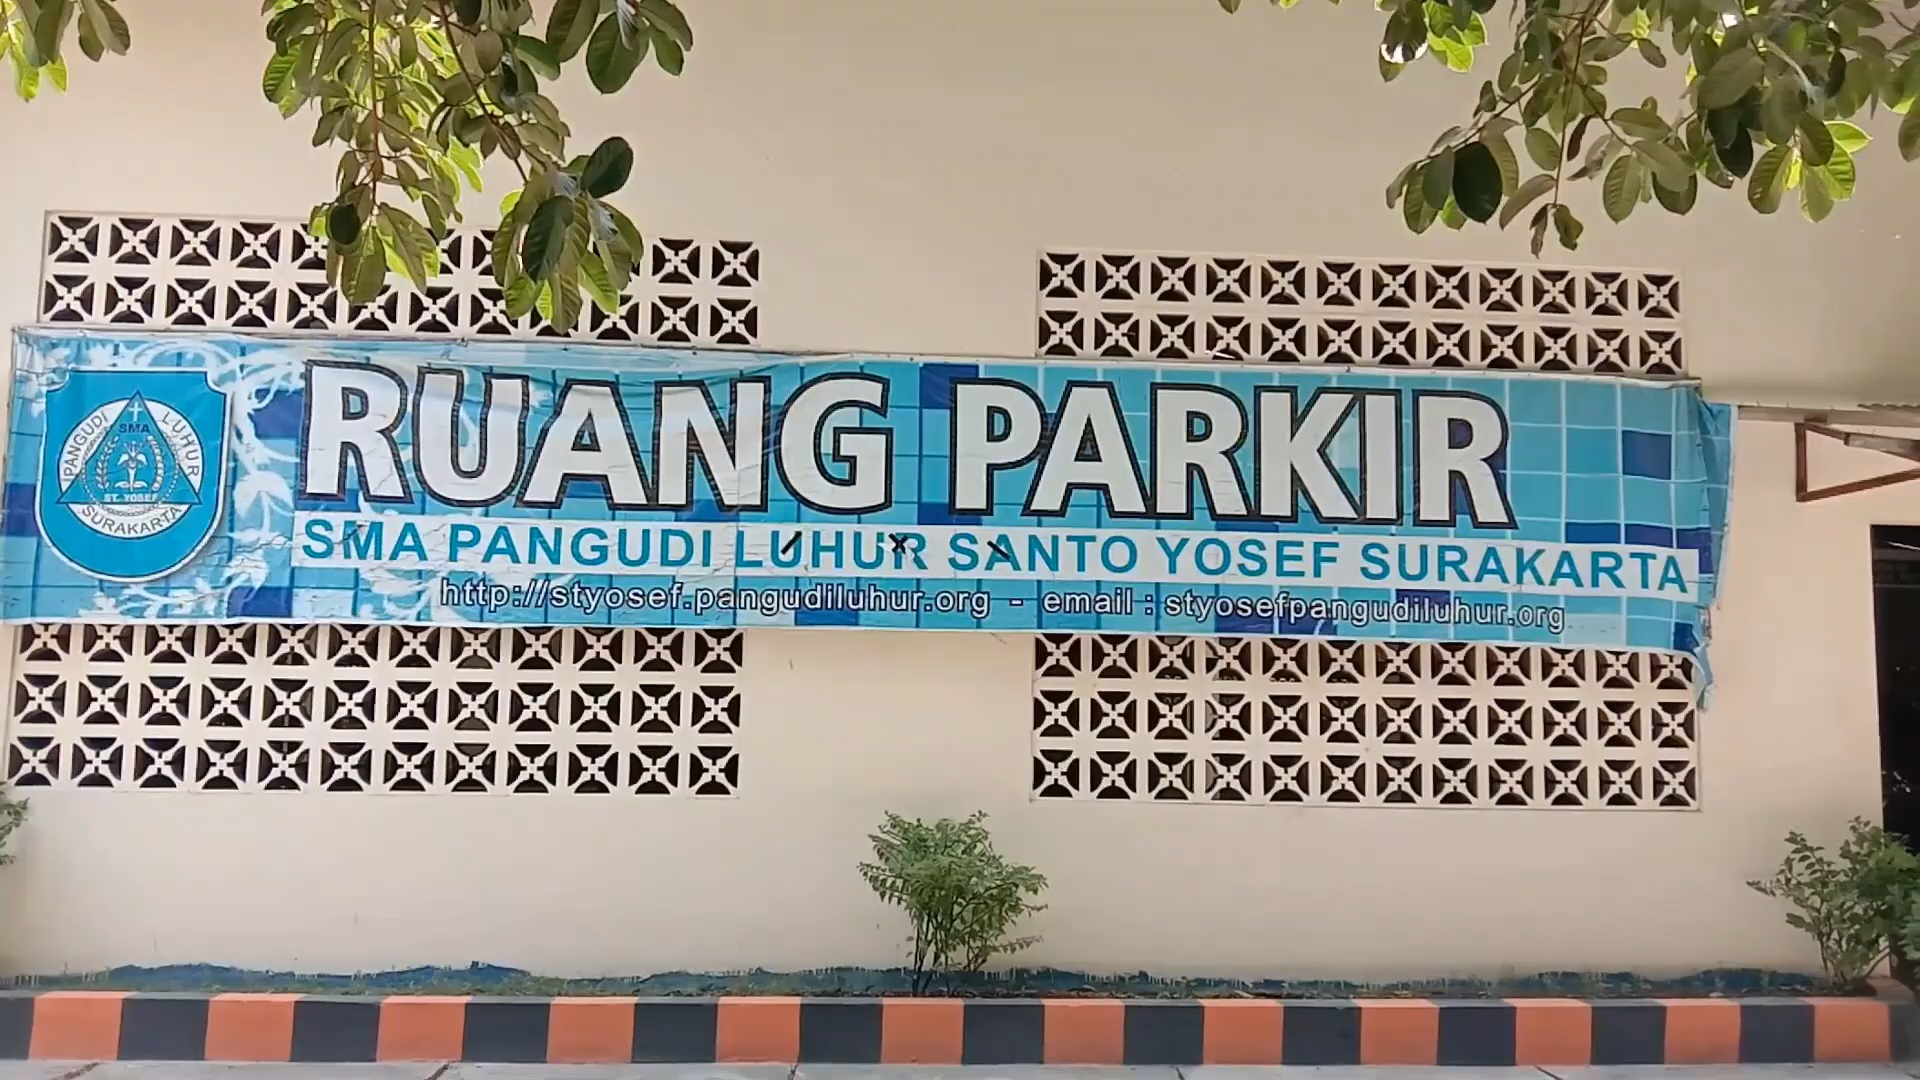 PANGUDI LUHUR
SMA
ST. YOSEF
SURAKARTA
RUANG PARKIR
SMA PANGUDI LUHUR SANTO YOSEF SURAKARTA
http://styosef.pangudiluhur.org - email : styosefpangudiluhur.org